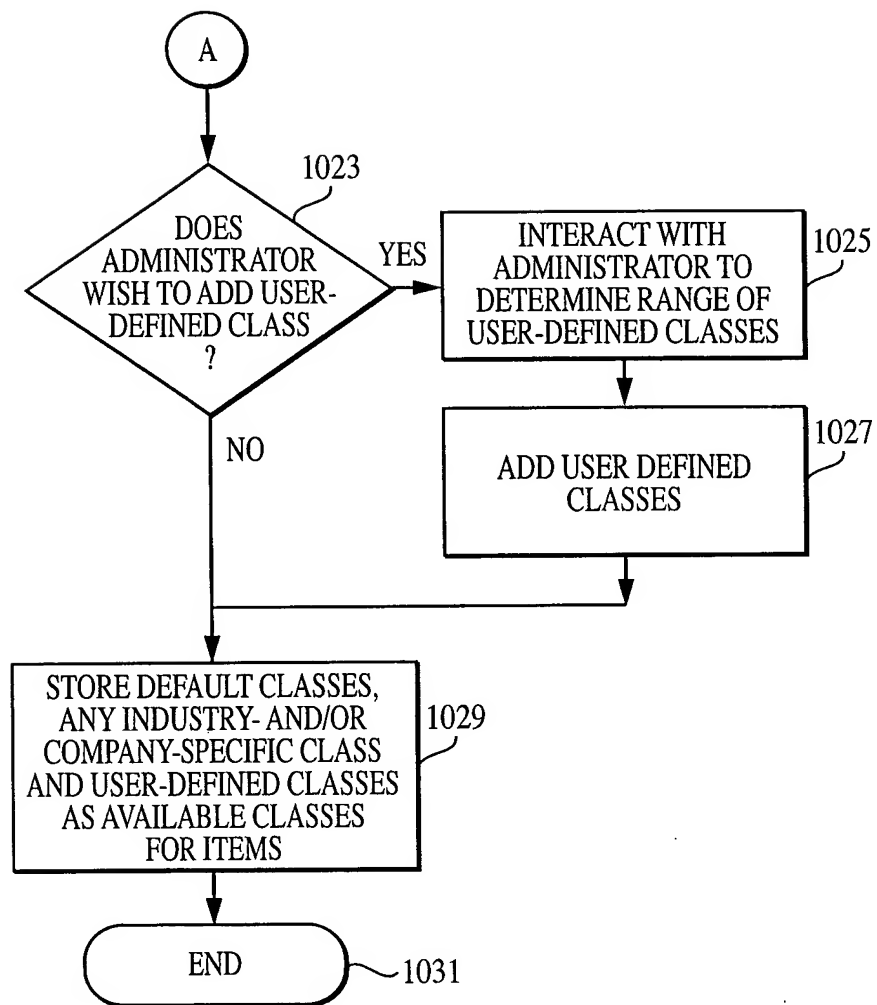 A
1023
DOES
ADMINISTRATOR
WISH TO ADD USER-
DEFINED CLASS
?
YES
NO
INTERACT WITH
ADMINISTRATOR TO
DETERMINE RANGE OF
USER-DEFINED CLASSES
1025
ADD USER DEFINED
CLASSES
1027
STORE DEFAULT CLASSES,
ANY INDUSTRY- AND/OR
COMPANY-SPECIFIC CLASS
AND USER-DEFINED CLASSES
AS AVAILABLE CLASSES
FOR ITEMS
1029
END
1031